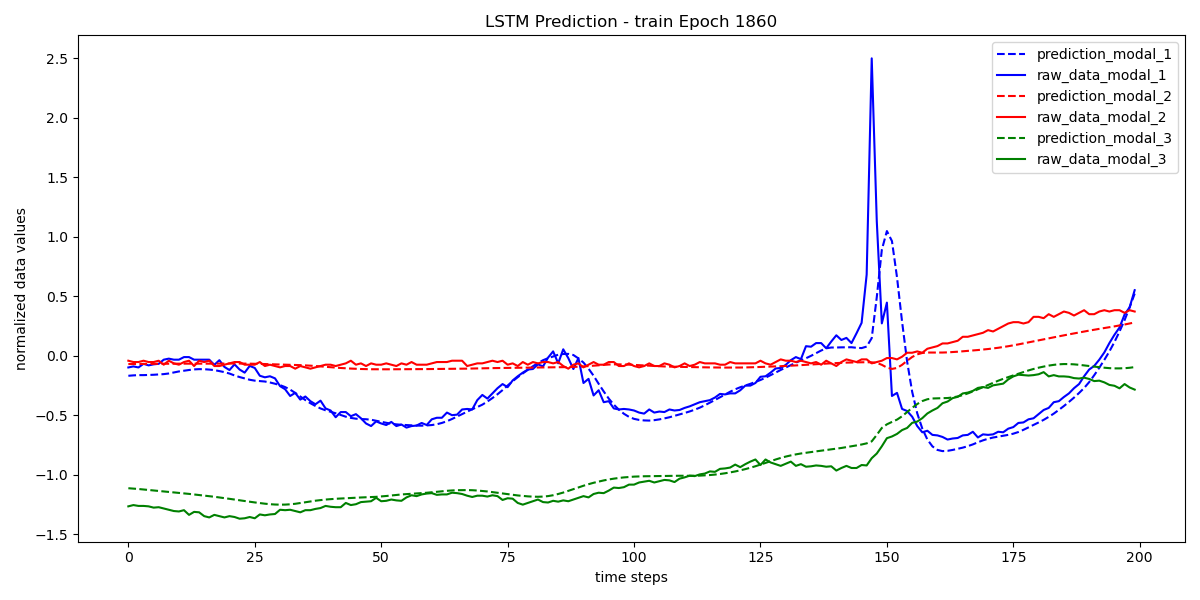 LSTM Prediction - train Epoch 1860
normalized data values
2.5
2.0
1.5
1.0
0.5
0.0
−0.5
−1.0
−1.5
prediction_modal_1
raw_data_modal_1
prediction_modal_2
raw_data_modal_2
prediction_modal_3
raw_data_modal_3
0 25 50 75 100 125 150 175 200
time steps